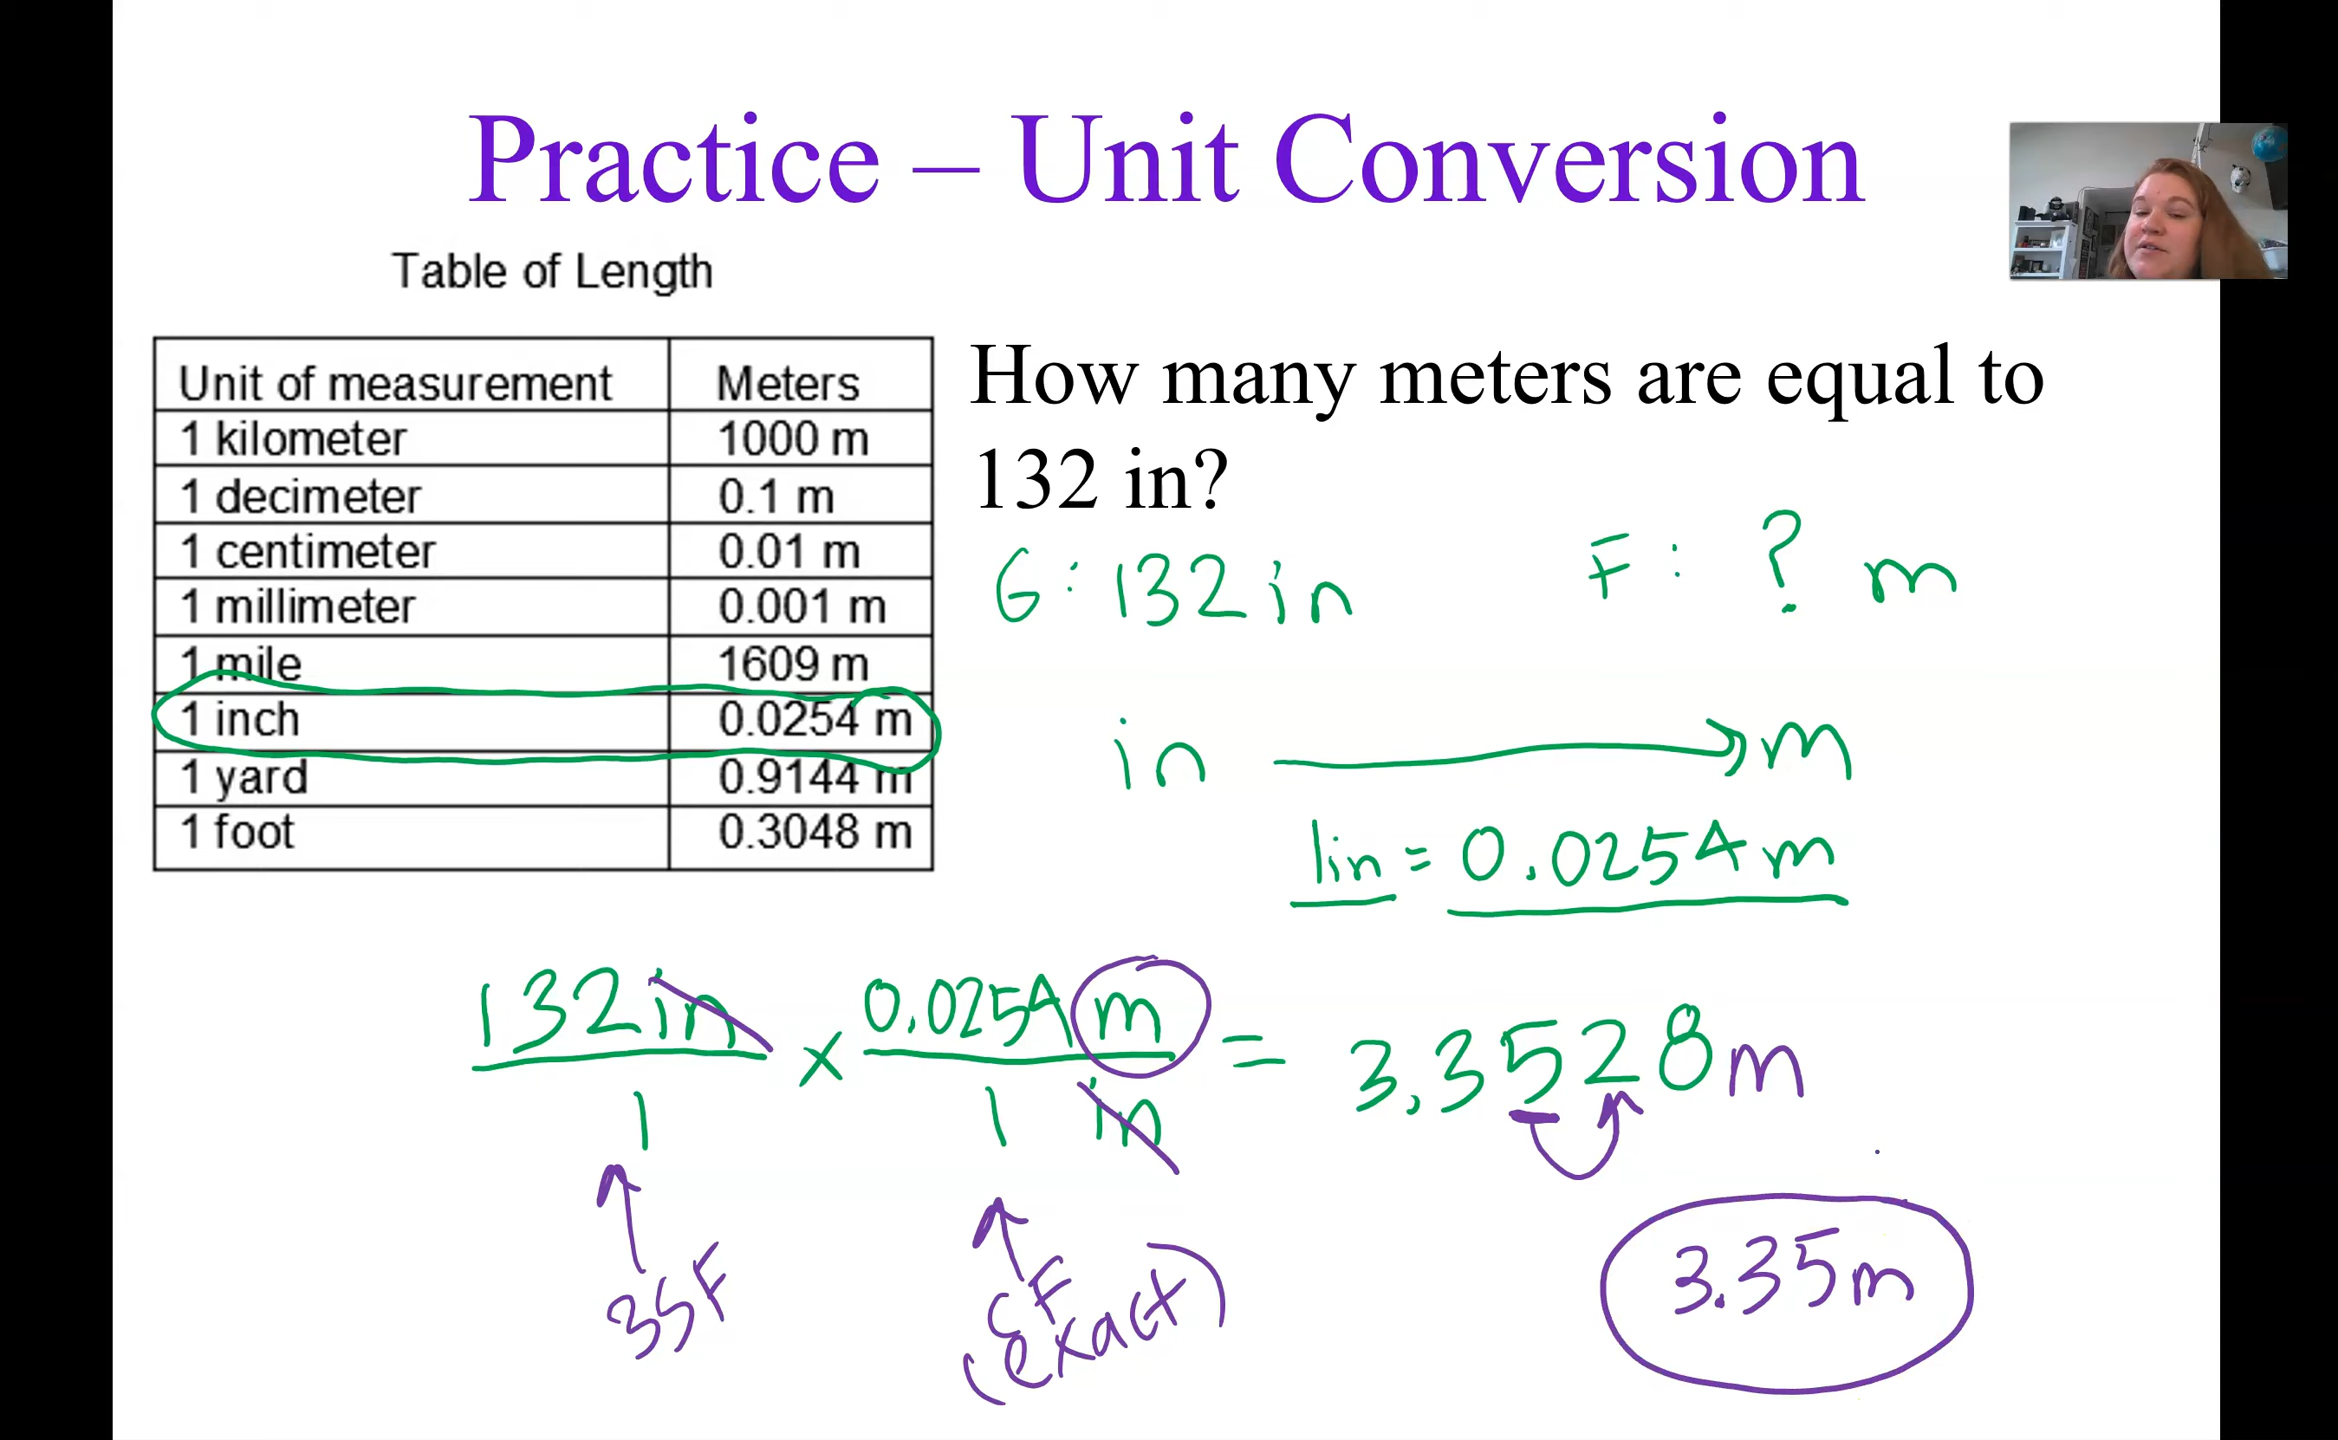 Practice – Unit Conversion
Table of Length
Unit of measurement Meters
1 kilometer 1000 m
1 decimeter 0.1 m
1 centimeter 0.01 m
1 millimeter 0.001 m
1 mile 1609 m
1 inch 0.0254 m
1 yard 0.9144 m
1 foot 0.3048 m
How many meters are equal to
132 in?
G: 132 in F: ? m
in → m
1in = 0.0254 m
132 in × 0.0254 m = 3.3528 m
1 1 in
3SF
CF
(exact)
3.35m